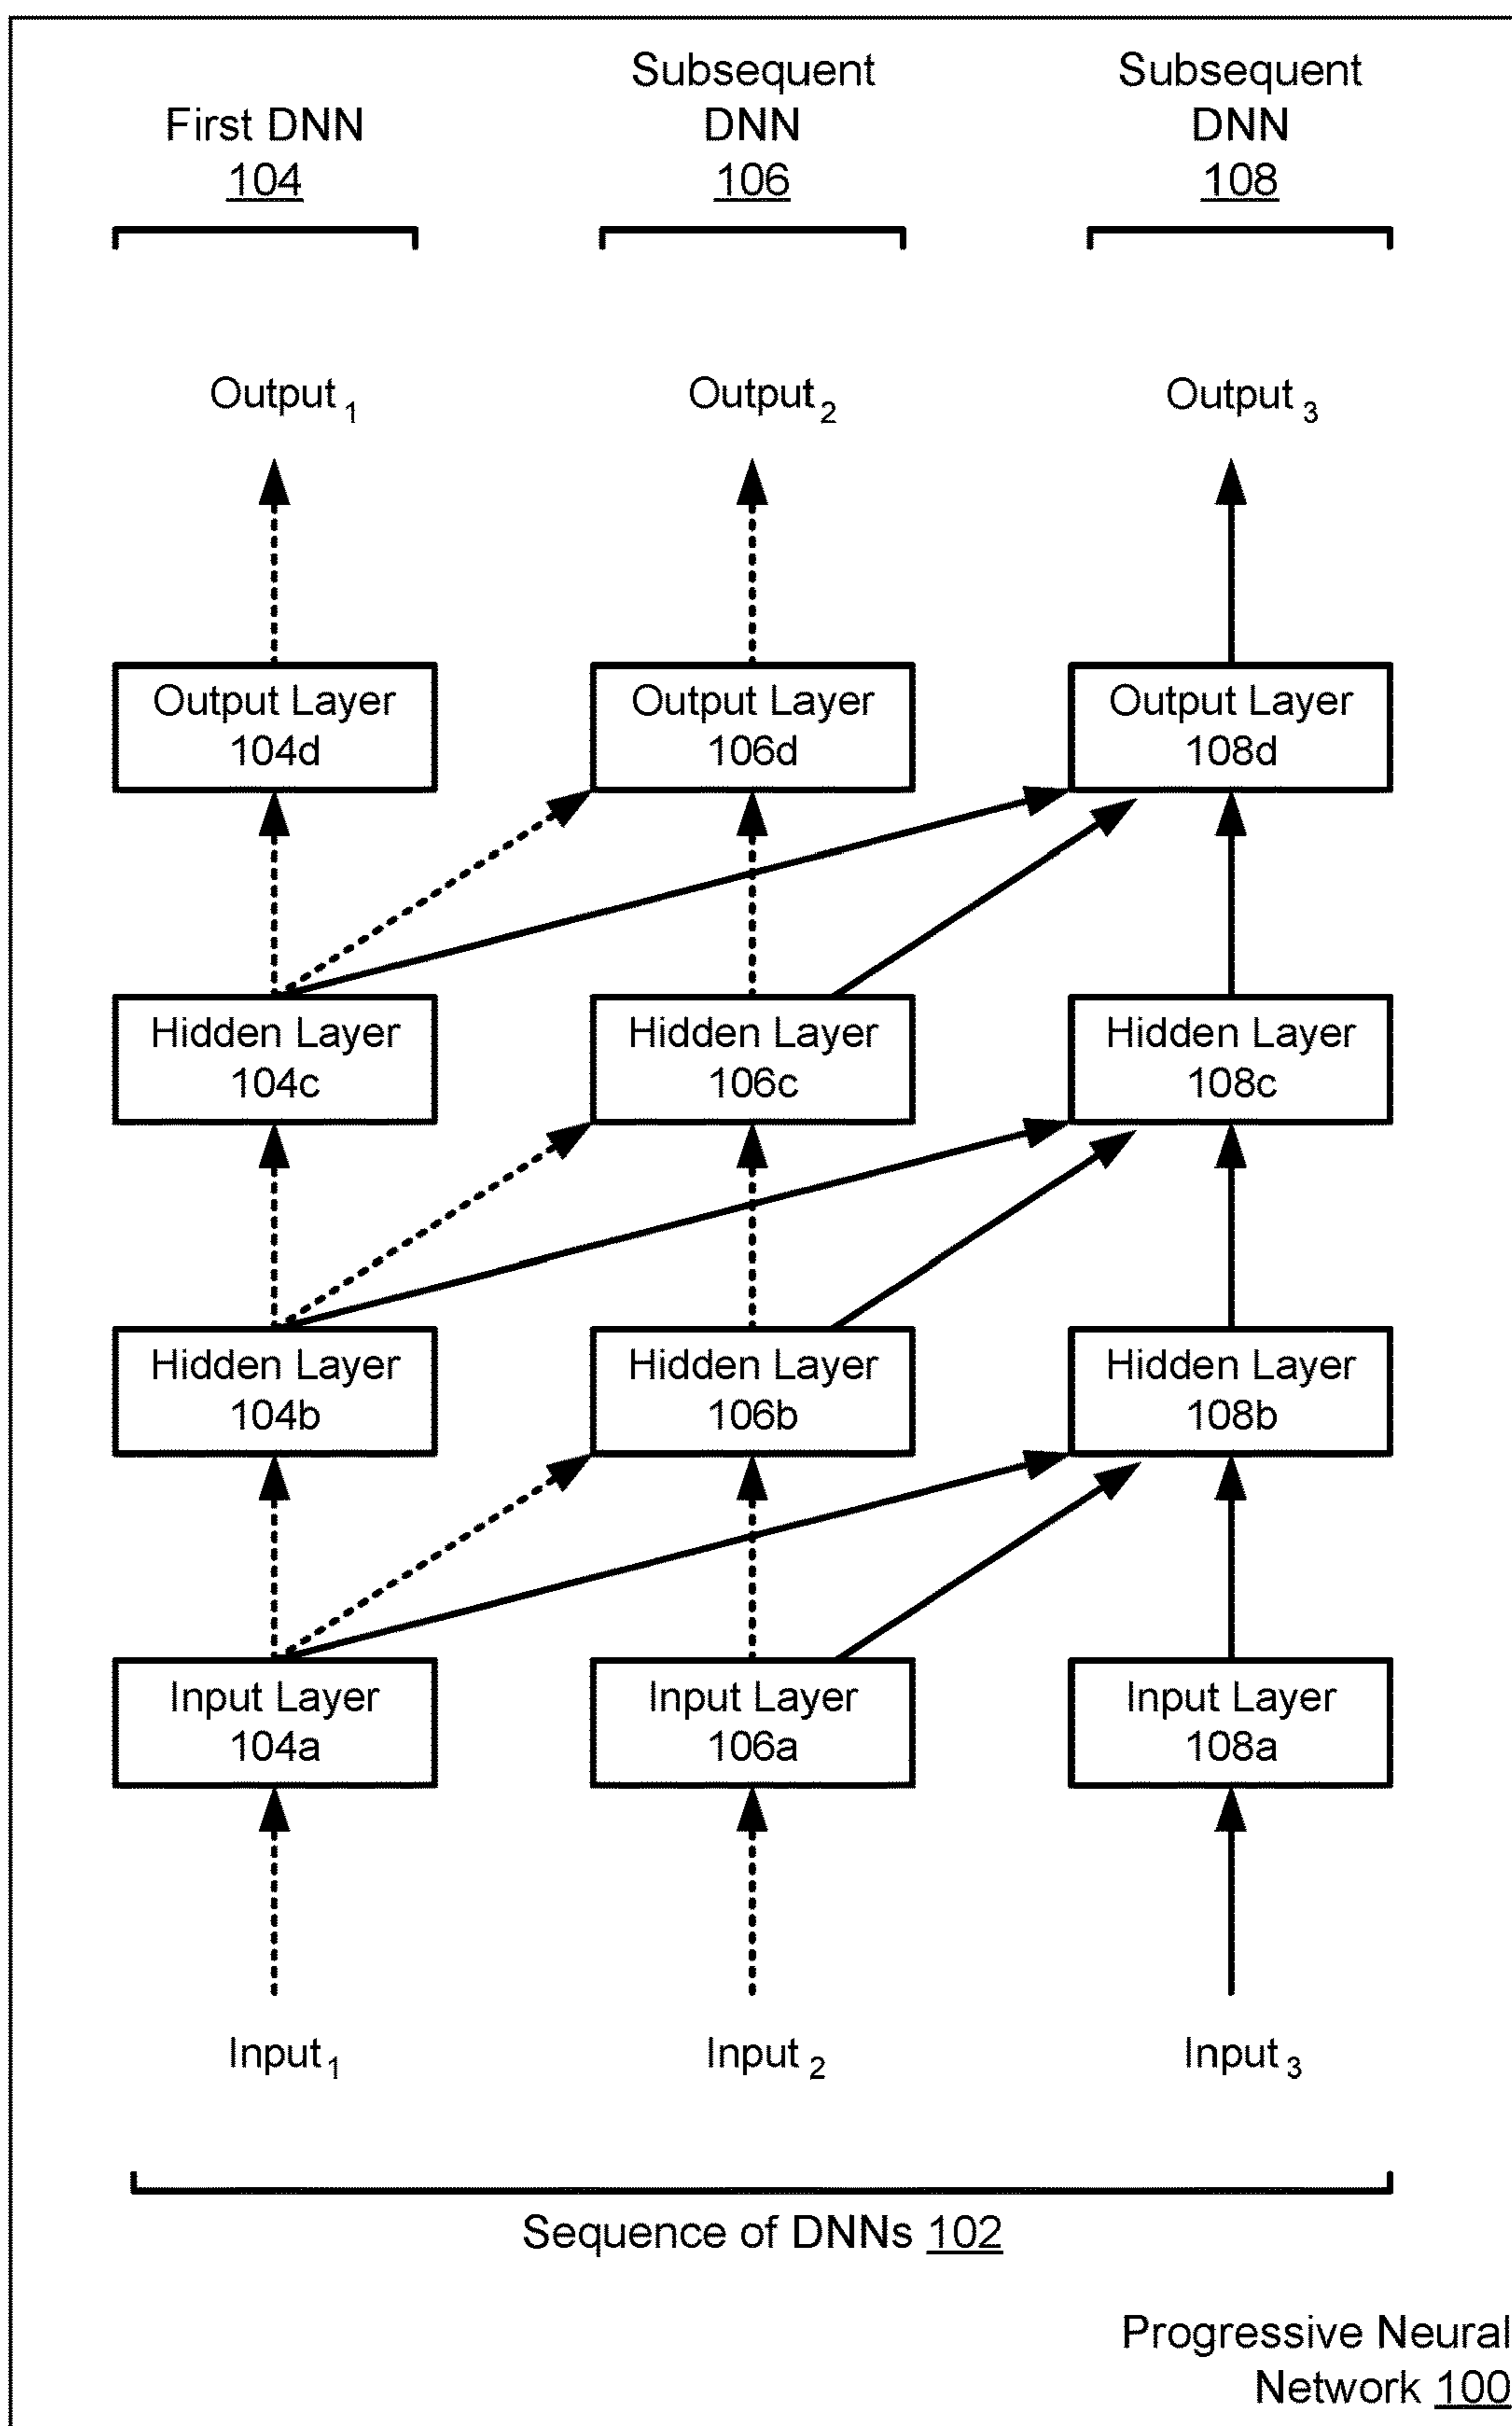 First DNN
104
Subsequent
DNN
106
Subsequent
DNN
108
Output 1
Output 2
Output 3
Output Layer
104d
Output Layer
106d
Output Layer
108d
Hidden Layer
104c
Hidden Layer
106c
Hidden Layer
108c
Hidden Layer
104b
Hidden Layer
106b
Hidden Layer
108b
Input Layer
104a
Input Layer
106a
Input Layer
108a
Input 1
Input 2
Input 3
Sequence of DNNs 102
Progressive Neural
Network 100